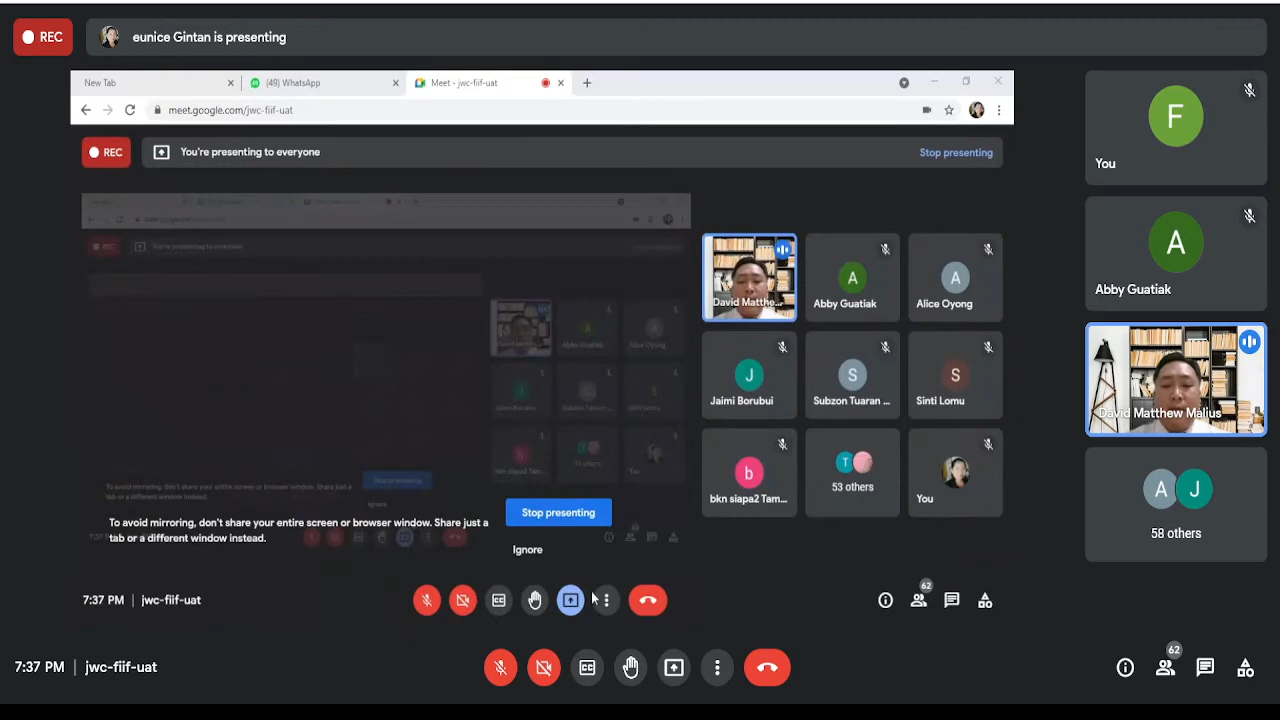 REC
eunice Gintan is presenting
New Tab
(49) WhatsApp
Meet - jwc-fiif-uat
meet.google.com/jwc-fiif-uat
REC
You're presenting to everyone
Stop presenting
F
You
A
Abby Guatiak
David Matthew Malius
A J
58 others
David Matthe...
A
Abby Guatiak
A
Alice Oyong
J
Jaimi Borubui
S
Subzon Tuaran ...
S
Sinti Lomu
b
bkn siapa2 Tam...
T
53 others
You
To avoid mirroring, don't share your entire screen or browser window. Share just a
tab or a different window instead.
Stop presenting
Ignore
7:37 PM | jwc-fiif-uat
62
7:37 PM | jwc-fiif-uat
62